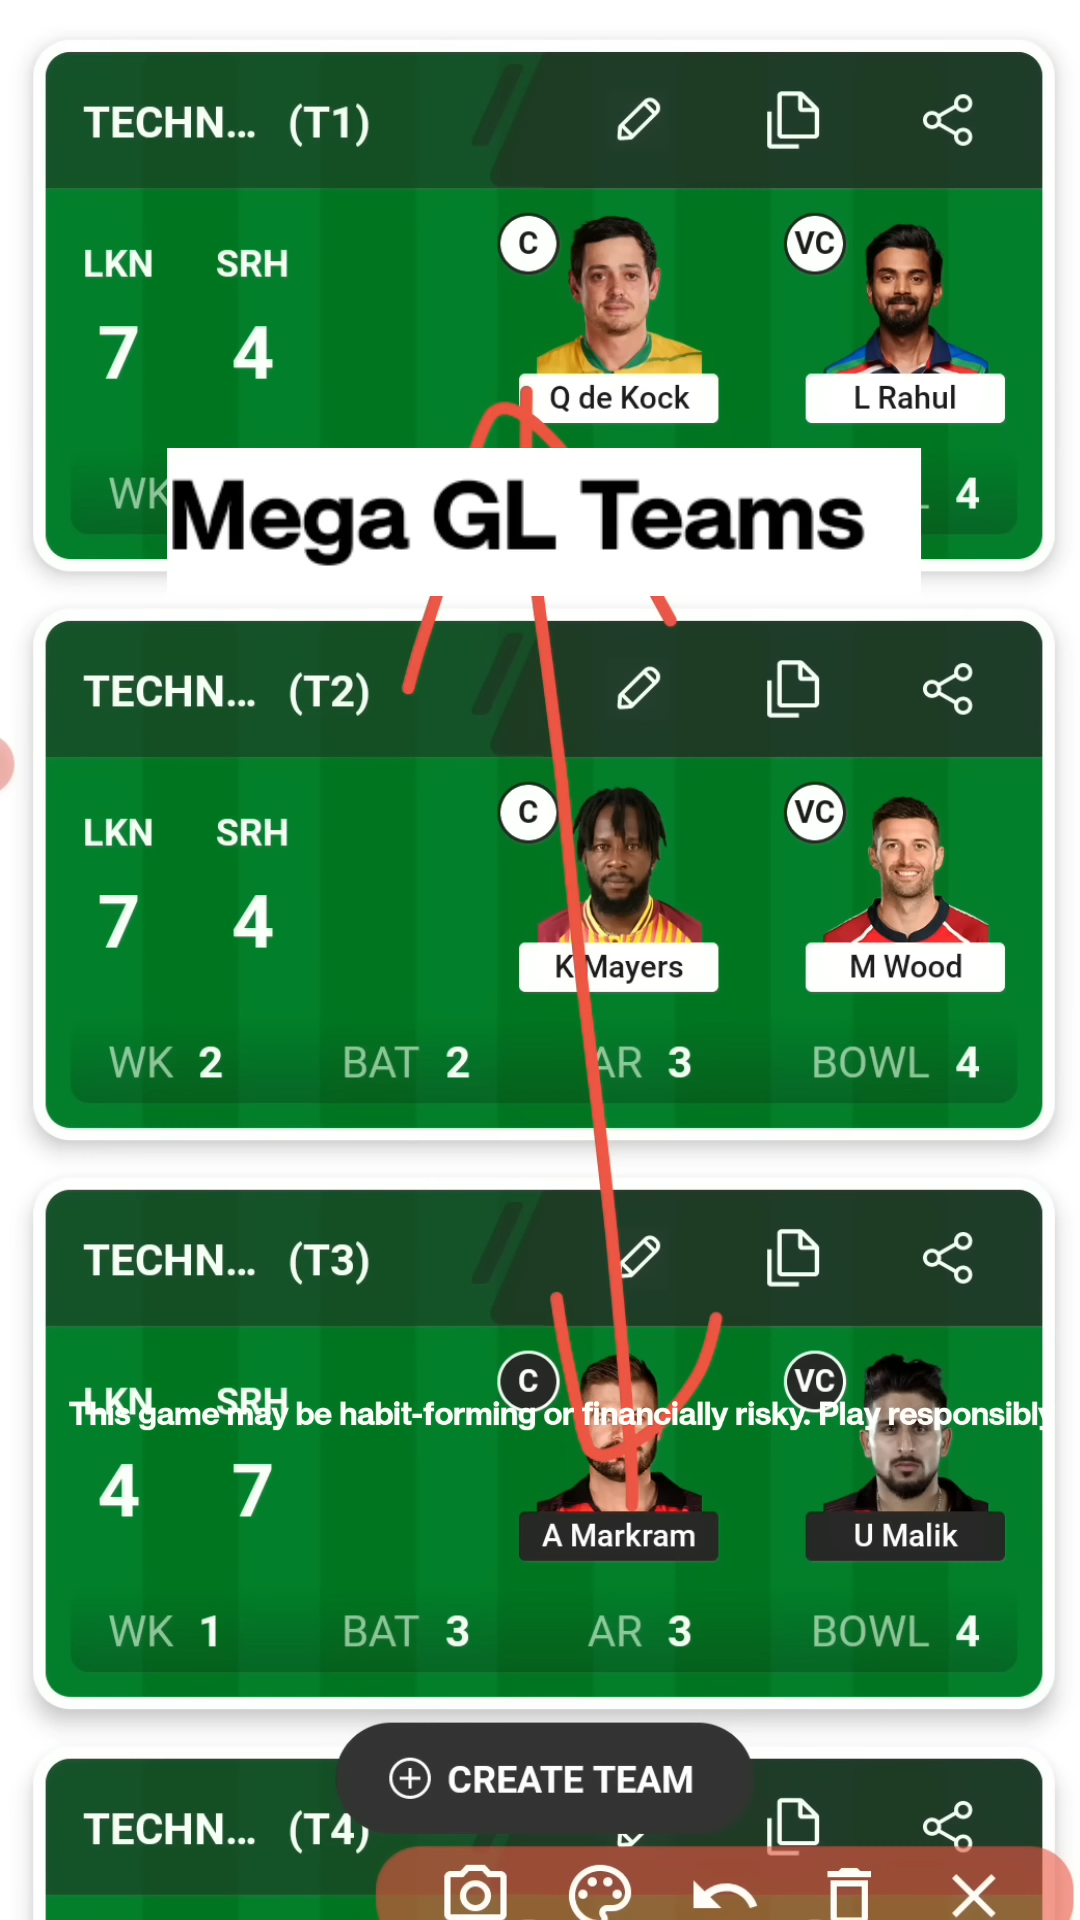 TECHN... (T1)
C VC
LKN SRH
7 4
Q de Kock L Rahul
WK 4
Mega GL Teams
TECHN... (T2)
C VC
LKN SRH
7 4
K Mayers M Wood
WK 2 BAT 2 AR 3 BOWL 4
TECHN... (T3)
C VC
LKN SRH
This game may be habit-forming or financially risky. Play responsibly
4 7
A Markram U Malik
WK 1 BAT 3 AR 3 BOWL 4
CREATE TEAM
TECHN... (T4)